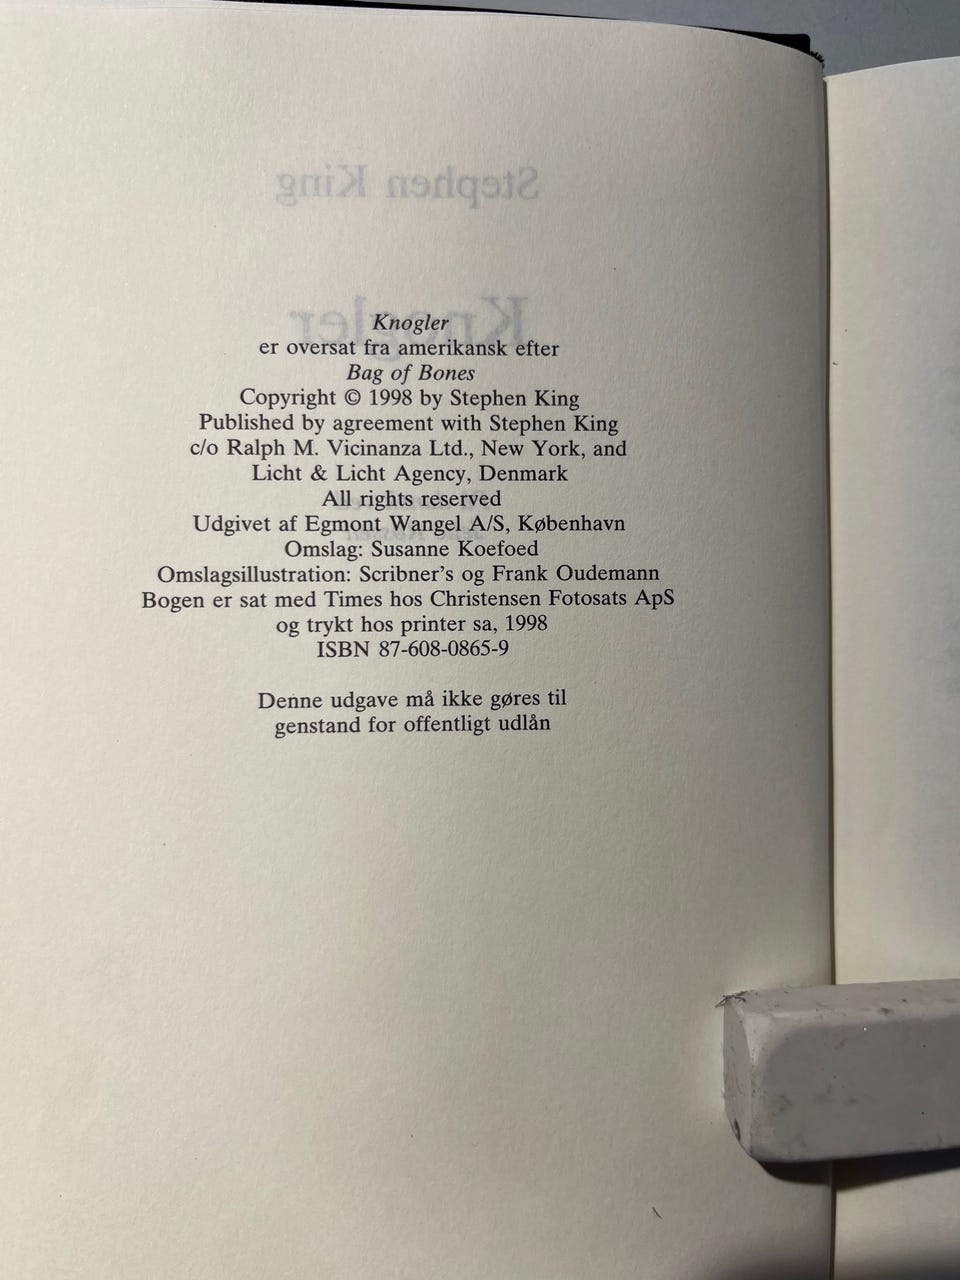 Stephen King
Knogler
Knogler
er oversat fra amerikansk efter
Bag of Bones
Copyright © 1998 by Stephen King
Published by agreement with Stephen King
c/o Ralph M. Vicinanza Ltd., New York, and
Licht & Licht Agency, Denmark
All rights reserved
Udgivet af Egmont Wangel A/S, København
Omslag: Susanne Koefoed
Omslagsillustration: Scribner's og Frank Oudemann
Bogen er sat med Times hos Christensen Fotosats ApS
og trykt hos printer sa, 1998
ISBN 87-608-0865-9
Denne udgave må ikke gøres til
genstand for offentligt udlån